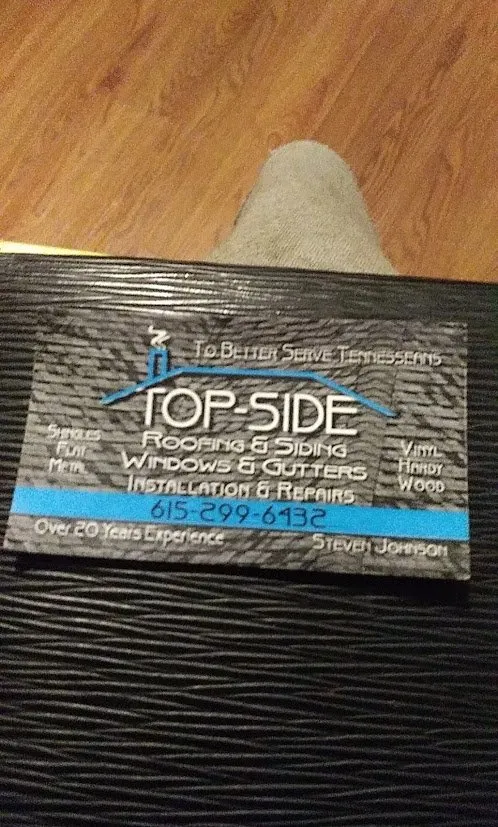 To Better Serve Tennesseans
TOP-SIDE
Roofing & Siding
Windows & Gutters
Installation & Repairs
Shingles
Flat
Metal
Vinyl
Hardy
Wood
615-299-6432
Over 20 Years Experience
Steven Johnson